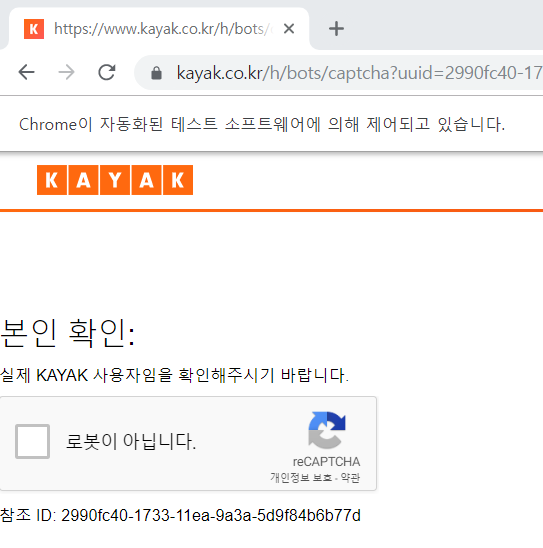 K https://www.kayak.co.kr/h/bots/
kayak.co.kr/h/bots/captcha?uuid=2990fc40-17
Chrome이 자동화된 테스트 소프트웨어에 의해 제어되고 있습니다.
KAYAK
본인 확인:
실제 KAYAK 사용자임을 확인해주시기 바랍니다.
로봇이 아닙니다.
reCAPTCHA
개인정보 보호 - 약관
참조 ID: 2990fc40-1733-11ea-9a3a-5d9f84b6b77d